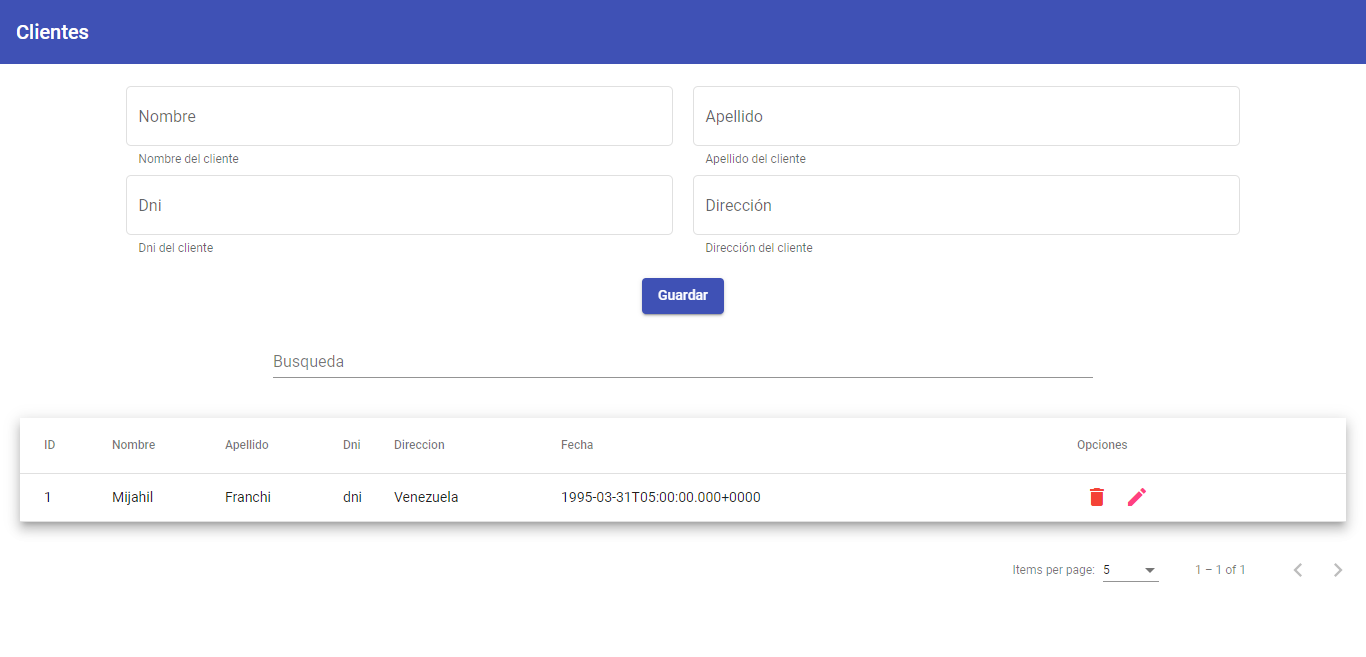 Clientes
Nombre Apellido
Nombre del cliente Apellido del cliente
Dni Dirección
Dni del cliente Dirección del cliente
Guardar
Busqueda
ID Nombre Apellido Dni Direccion Fecha Opciones
1 Mijahil Franchi dni Venezuela 1995-03-31T05:00:00.000+0000
Items per page: 5 1 – 1 of 1